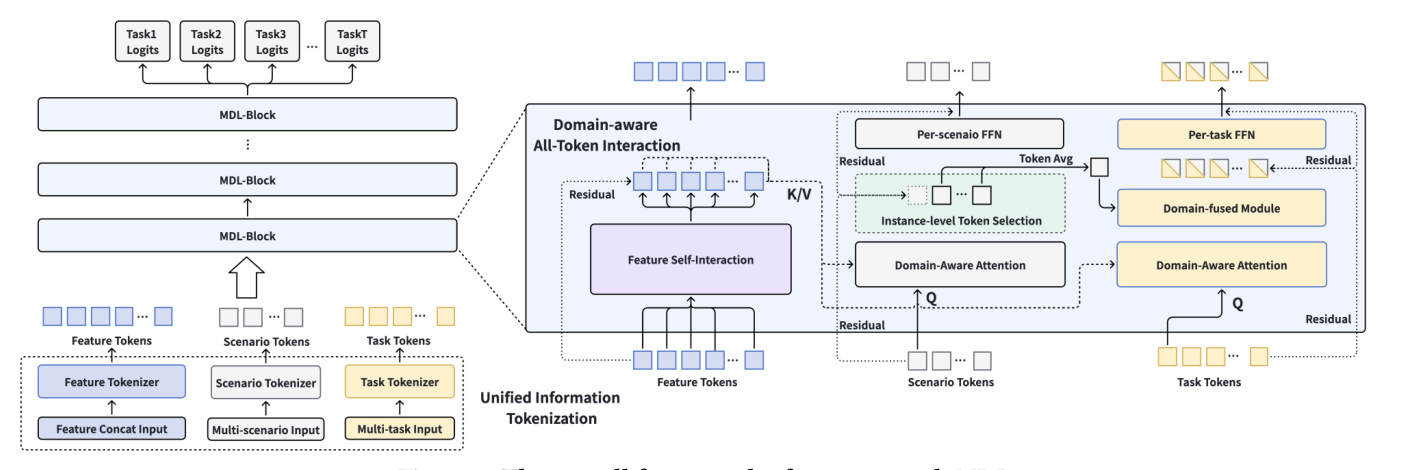 Task1
Logits
Task2
Logits
Task3
Logits
...
TaskT
Logits
MDL-Block
MDL-Block
MDL-Block
Feature Tokens
Scenario Tokens
Task Tokens
Feature Tokenizer
Scenario Tokenizer
Task Tokenizer
Feature Concat Input
Multi-scenario Input
Multi-task Input
Unified Information
Tokenization
Domain-aware
All-Token Interaction
Residual
K/V
Feature Self-Interaction
Feature Tokens
Per-scenaio FFN
Residual
Token Avg
Instance-level Token Selection
Domain-Aware Attention
Q
Residual
Scenario Tokens
Per-task FFN
Residual
Domain-fused Module
Domain-Aware Attention
Q
Residual
Task Tokens